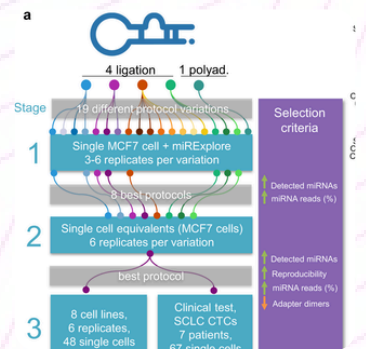 a
4 ligation 1 polyad.
Stage
19 different protocol variations
Selection
criteria
1
Single MCF7 cell + miRExplore
3-6 replicates per variation
8 best protocols
Detected miRNAs
miRNA reads (%)
2
Single cell equivalents (MCF7 cells)
6 replicates per variation
best protocol
Detected miRNAs
Reproducibility
miRNA reads (%)
Adapter dimers
3
8 cell lines,
6 replicates,
48 single cells
Clinical test,
SCLC CTCs
7 patients,
67 single cells